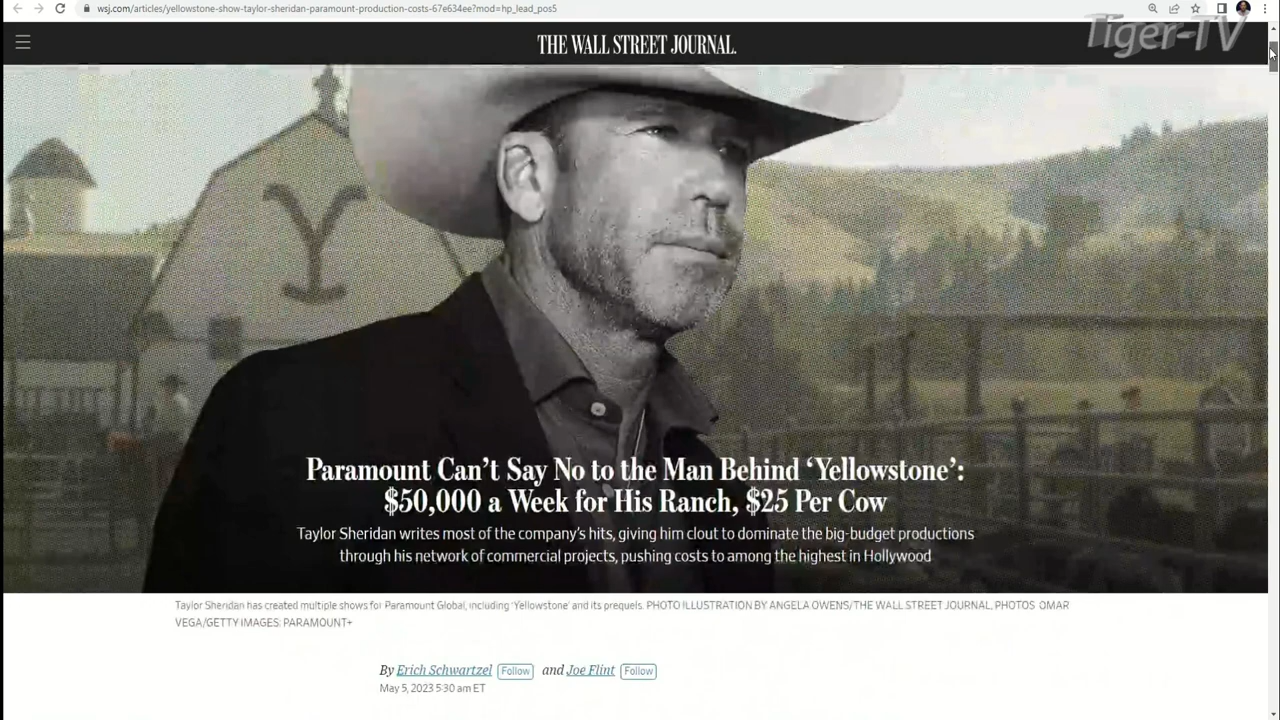 wsj.com/articles/yellowstone-show-taylor-sheridan-paramount-production-costs-67e634ee?mod=hp_lead_pos5
Tiger-TV
THE WALL STREET JOURNAL.
Paramount Can't Say No to the Man Behind ‘Yellowstone’:
$50,000 a Week for His Ranch, $25 Per Cow
Taylor Sheridan writes most of the company's hits, giving him clout to dominate the big-budget productions
through his network of commercial projects, pushing costs to among the highest in Hollywood
Taylor Sheridan has created multiple shows for Paramount Global, including ‘Yellowstone’ and its prequels. PHOTO ILLUSTRATION BY ANGELA OWENS/THE WALL STREET JOURNAL, PHOTOS OMAR
VEGA/GETTY IMAGES; PARAMOUNT+
By Erich Schwartzel Follow and Joe Flint Follow
May 5, 2023 5:30 am ET